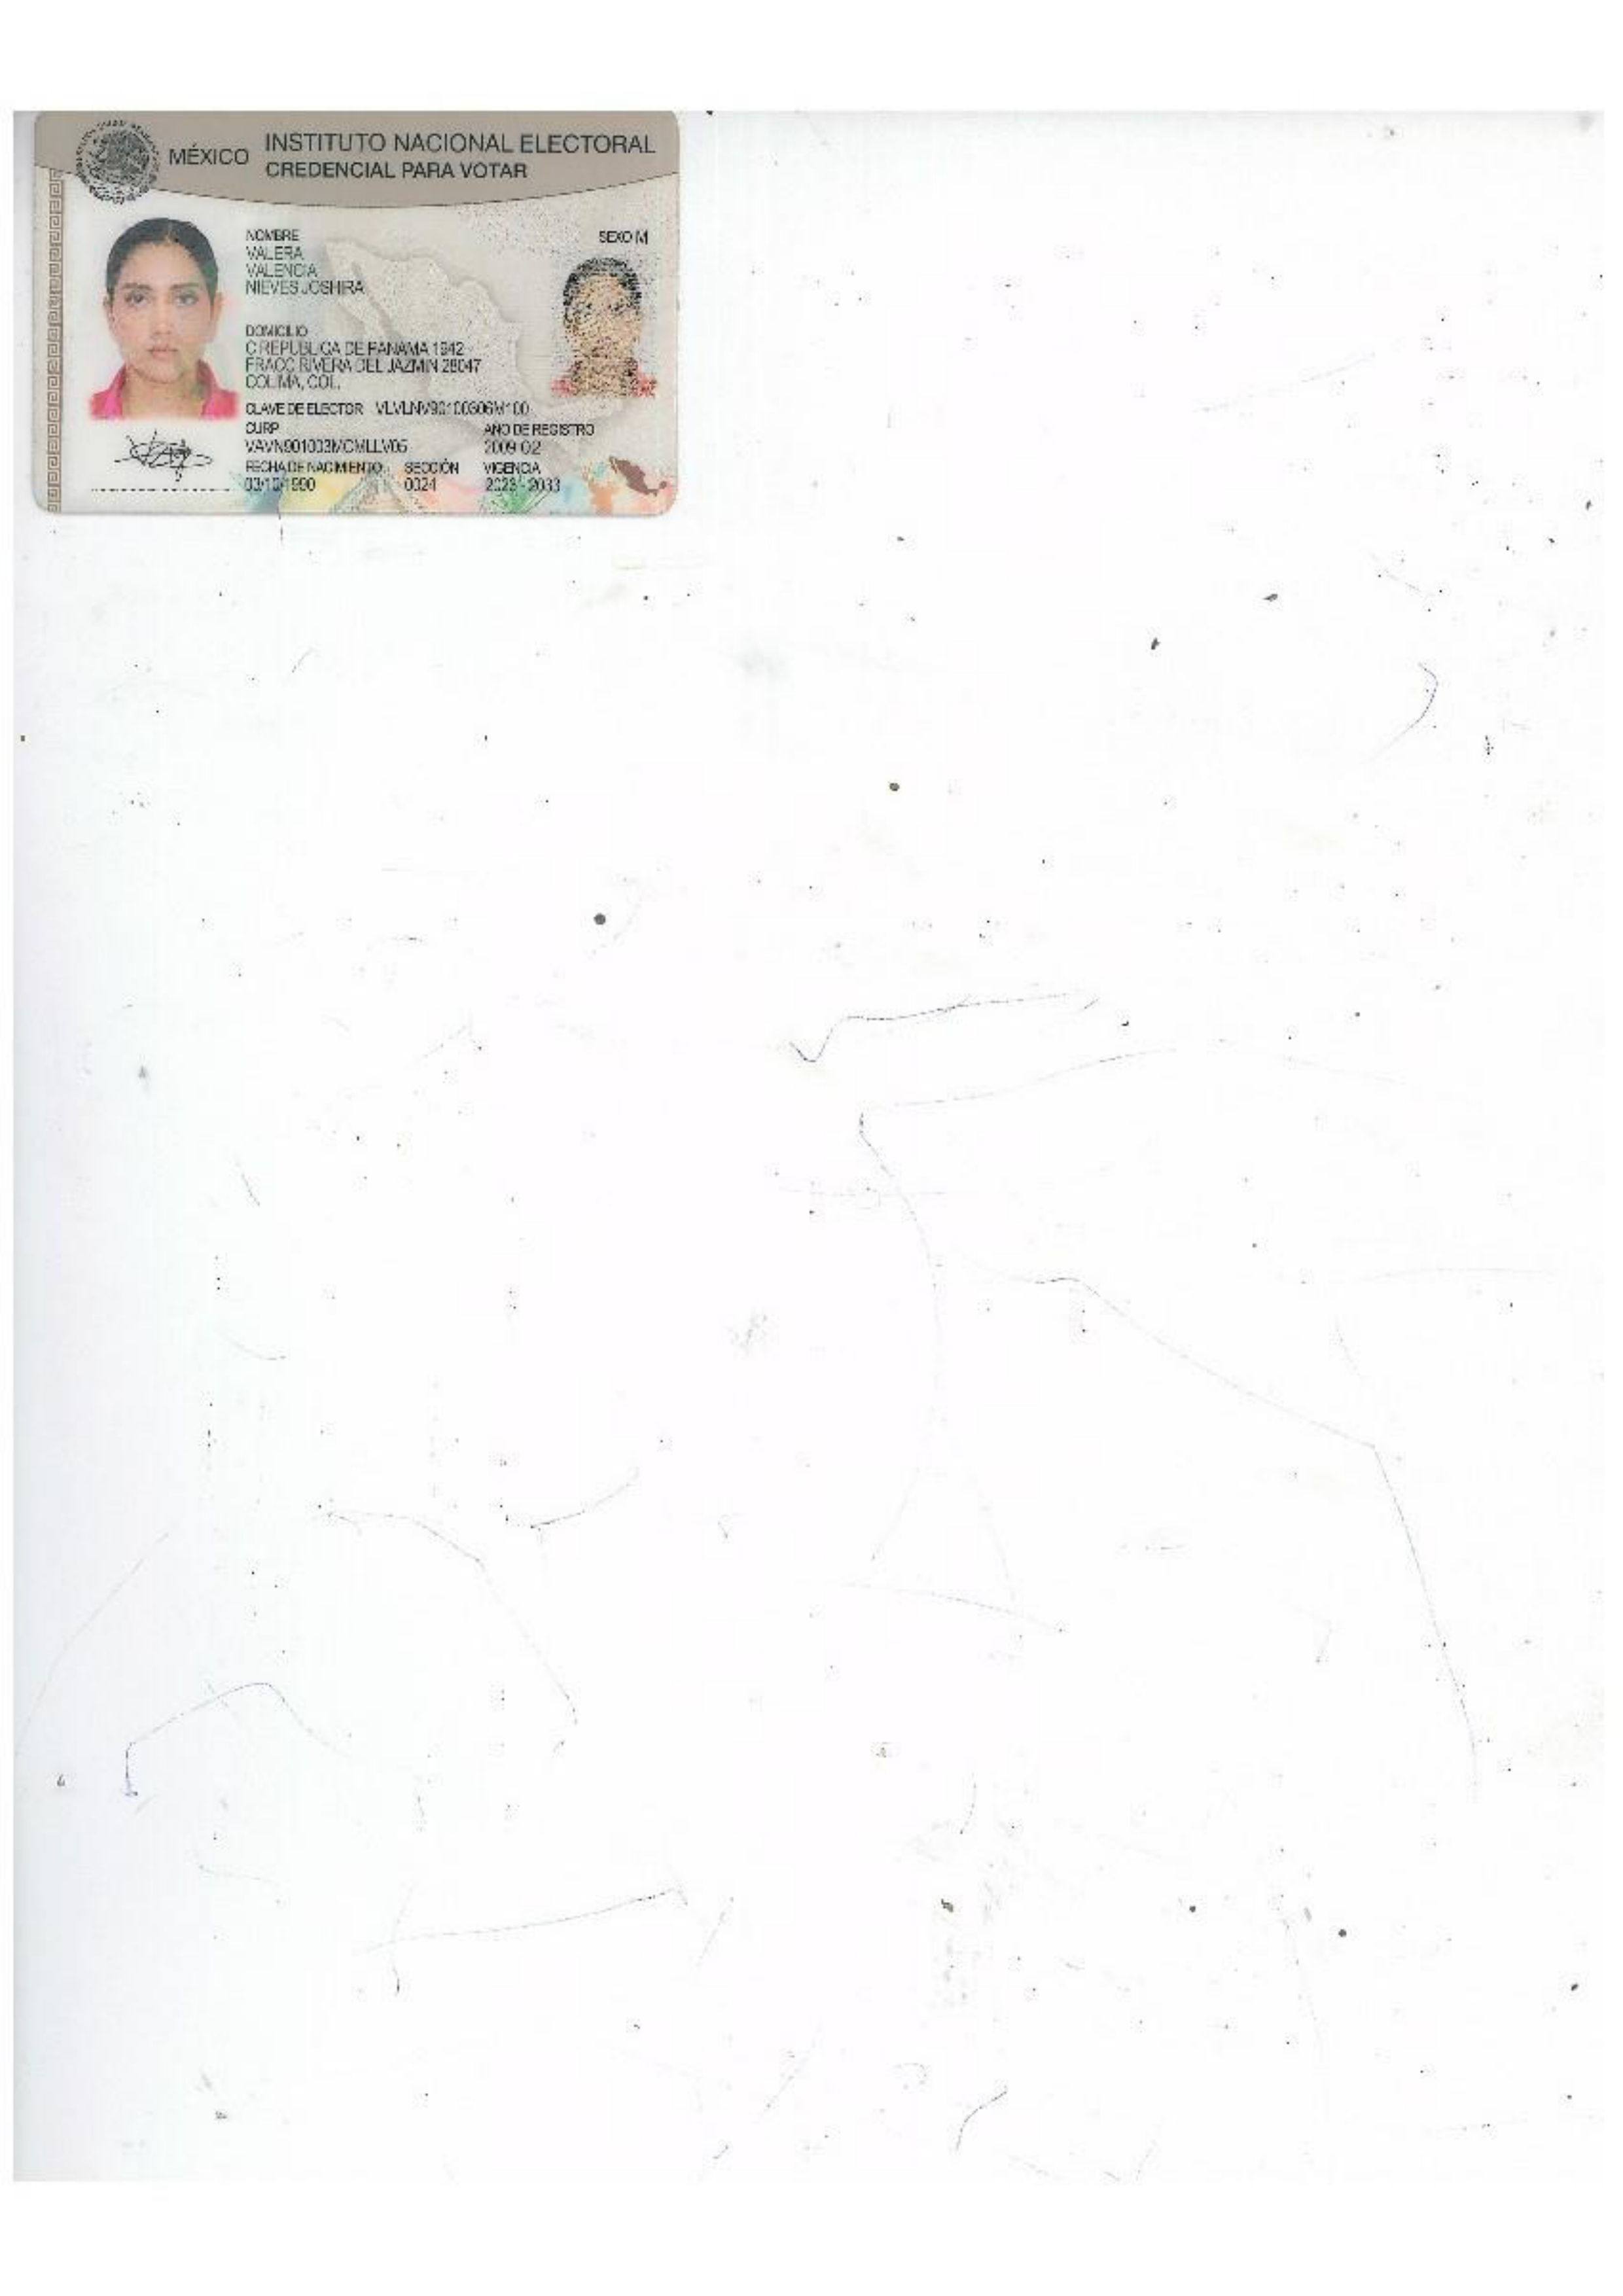 MÉXICO
INSTITUTO NACIONAL ELECTORAL
CREDENCIAL PARA VOTAR
NOMBRE
VALERA
VALENCIA
NIEVES JOSHIRA
SEXO M
DOMICILIO
C REPUBLICA DE PANAMA 1942
FRACC RIVERA DEL JAZMIN 28047
COLIMA, COL.
CLAVE DE ELECTOR VLVLNV90100306M100
CURP
VAVN901003MCMLLV05
AÑO DE REGISTRO
2009 02
FECHA DE NACIMIENTO
03/10/1990
SECCIÓN
0024
VIGENCIA
2023 - 2033